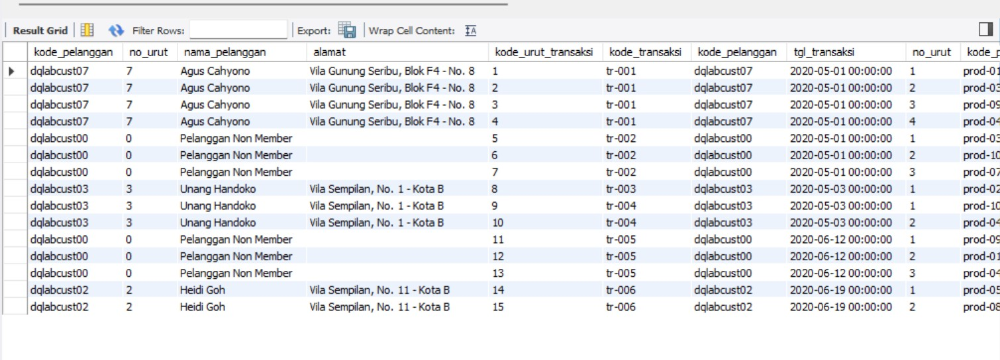 Result Grid Filter Rows: Export: Wrap Cell Content: IA
kode_pelanggan no_urut nama_pelanggan alamat kode_urut_transaksi kode_transaksi kode_pelanggan tgl_transaksi no_urut kode_p
dqlabcust07 7 Agus Cahyono Vila Gunung Seribu, Blok F4 - No. 8 1 tr-001 dqlabcust07 2020-05-01 00:00:00 1 prod-01
dqlabcust07 7 Agus Cahyono Vila Gunung Seribu, Blok F4 - No. 8 2 tr-001 dqlabcust07 2020-05-01 00:00:00 2 prod-03
dqlabcust07 7 Agus Cahyono Vila Gunung Seribu, Blok F4 - No. 8 3 tr-001 dqlabcust07 2020-05-01 00:00:00 3 prod-09
dqlabcust07 7 Agus Cahyono Vila Gunung Seribu, Blok F4 - No. 8 4 tr-001 dqlabcust07 2020-05-01 00:00:00 4 prod-04
dqlabcust00 0 Pelanggan Non Member 5 tr-002 dqlabcust00 2020-05-01 00:00:00 1 prod-03
dqlabcust00 0 Pelanggan Non Member 6 tr-002 dqlabcust00 2020-05-01 00:00:00 2 prod-10
dqlabcust00 0 Pelanggan Non Member 7 tr-002 dqlabcust00 2020-05-01 00:00:00 3 prod-07
dqlabcust03 3 Unang Handoko Vila Sempilan, No. 1 - Kota B 8 tr-003 dqlabcust03 2020-05-03 00:00:00 1 prod-02
dqlabcust03 3 Unang Handoko Vila Sempilan, No. 1 - Kota B 9 tr-004 dqlabcust03 2020-05-03 00:00:00 1 prod-10
dqlabcust03 3 Unang Handoko Vila Sempilan, No. 1 - Kota B 10 tr-004 dqlabcust03 2020-05-03 00:00:00 2 prod-04
dqlabcust00 0 Pelanggan Non Member 11 tr-005 dqlabcust00 2020-06-12 00:00:00 1 prod-09
dqlabcust00 0 Pelanggan Non Member 12 tr-005 dqlabcust00 2020-06-12 00:00:00 2 prod-01
dqlabcust00 0 Pelanggan Non Member 13 tr-005 dqlabcust00 2020-06-12 00:00:00 3 prod-04
dqlabcust02 2 Heidi Goh Vila Sempilan, No. 11 - Kota B 14 tr-006 dqlabcust02 2020-06-19 00:00:00 1 prod-05
dqlabcust02 2 Heidi Goh Vila Sempilan, No. 11 - Kota B 15 tr-006 dqlabcust02 2020-06-19 00:00:00 2 prod-08